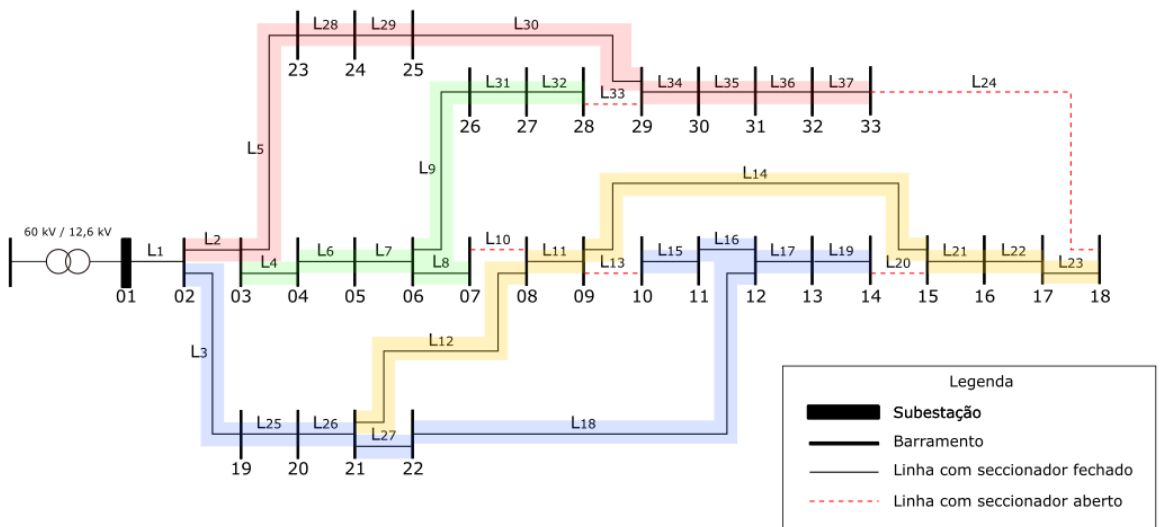 L28 L29 L30
23 24 25
L31 L32 L33 L34 L35 L36 L37 L24
26 27 28 29 30 31 32 33
L5 L9
L14
60 kV / 12,6 kV
L1 L2 L4 L6 L7 L8 L10 L11 L13 L15 L16 L17 L19 L20 L21 L22 L23
01 02 03 04 05 06 07 08 09 10 11 12 13 14 15 16 17 18
L3 L12
L25 L26 L27 L18
19 20 21 22
Legenda
Subestação
Barramento
Linha com seccionador fechado
Linha com seccionador aberto